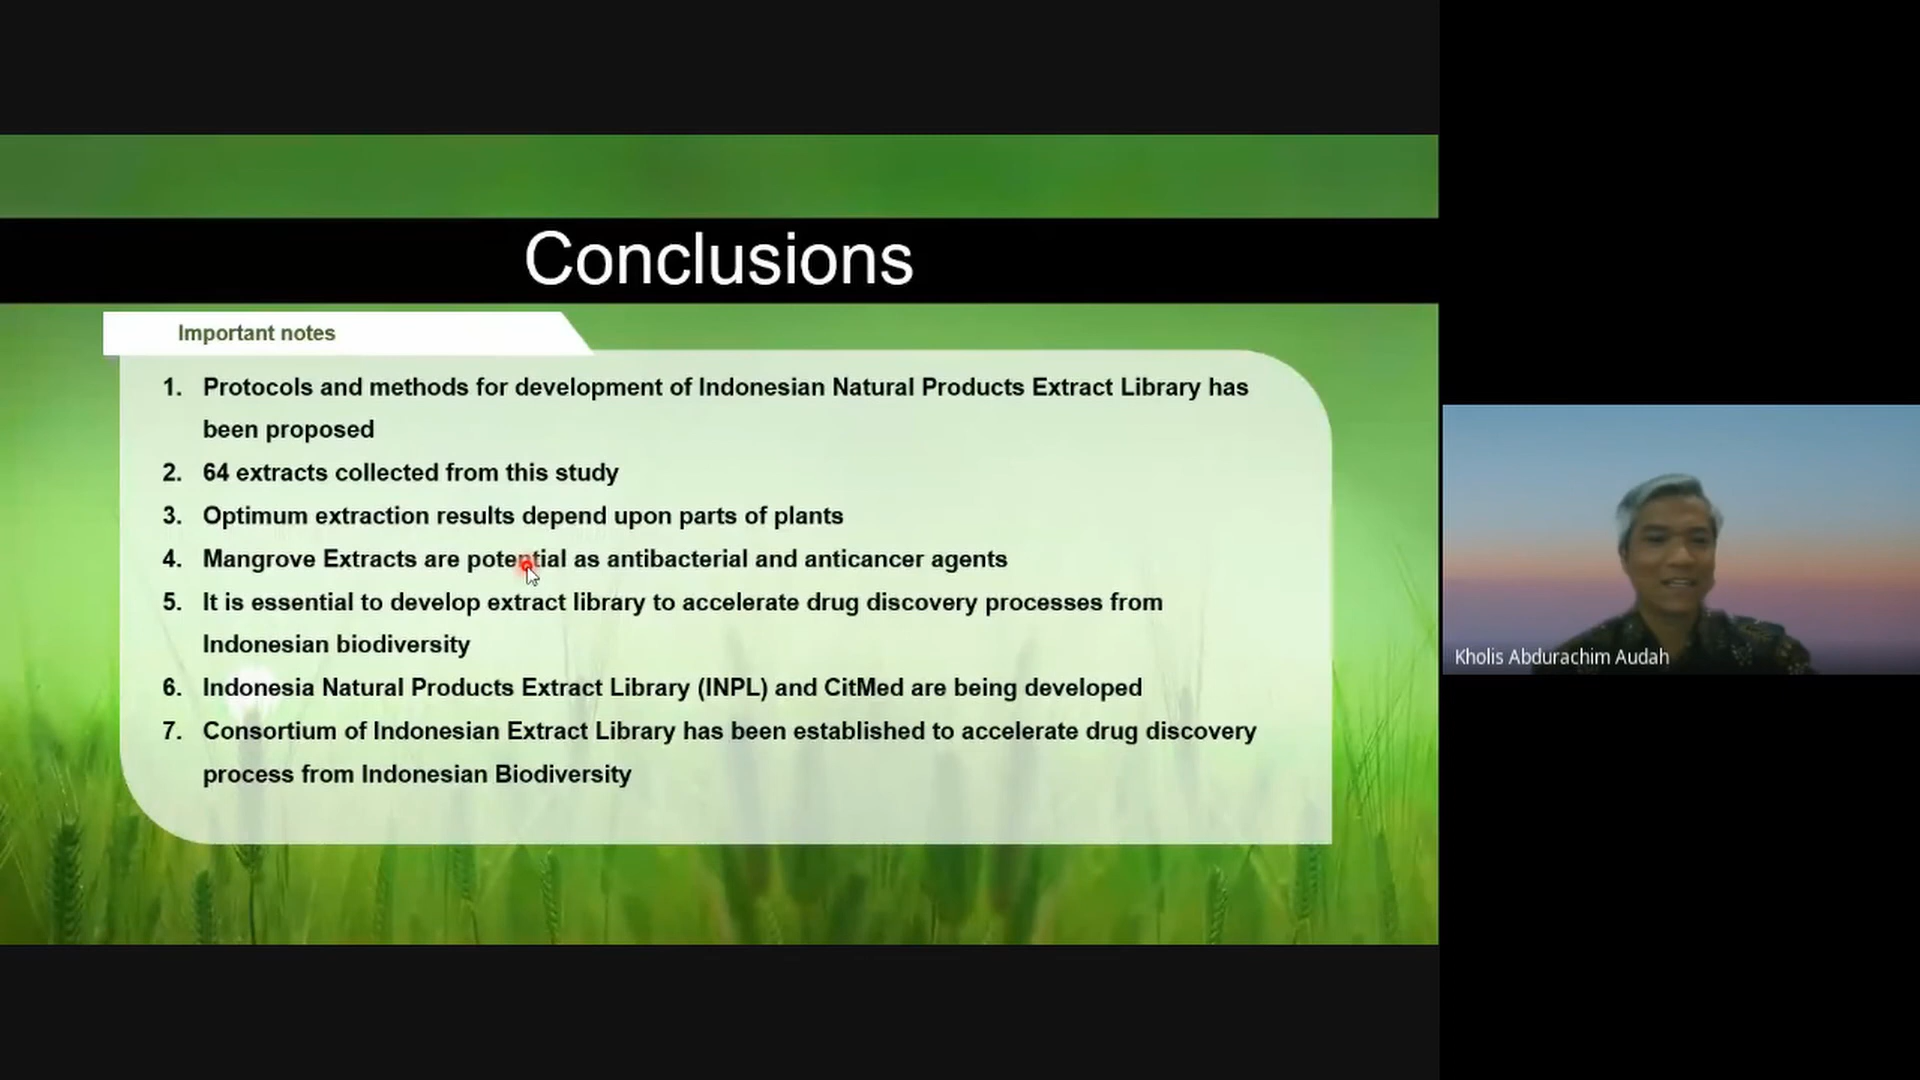 Conclusions
Important notes
1. Protocols and methods for development of Indonesian Natural Products Extract Library has
been proposed
2. 64 extracts collected from this study
3. Optimum extraction results depend upon parts of plants
4. Mangrove Extracts are potential as antibacterial and anticancer agents
5. It is essential to develop extract library to accelerate drug discovery processes from
Indonesian biodiversity
6. Indonesia Natural Products Extract Library (INPL) and CitMed are being developed
7. Consortium of Indonesian Extract Library has been established to accelerate drug discovery
process from Indonesian Biodiversity
Kholis Abdurachim Audah